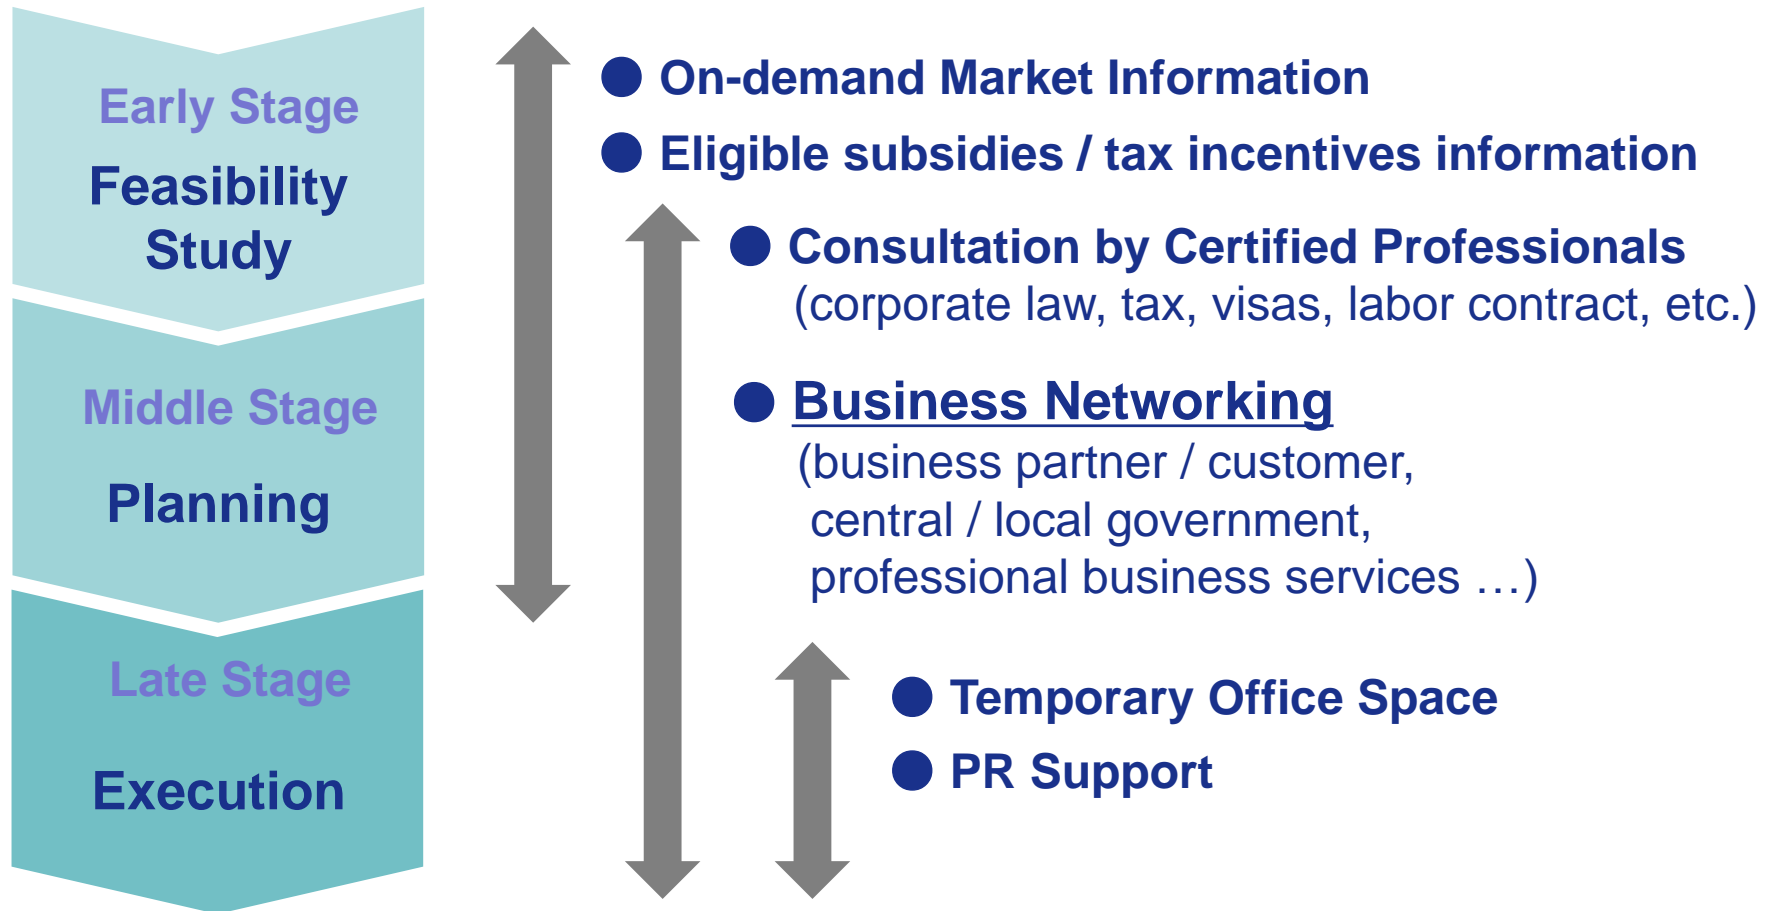 Early Stage
Feasibility
Study
Middle Stage
Planning
Late Stage
Execution
● On-demand Market Information
● Eligible subsidies / tax incentives information
● Consultation by Certified Professionals
(corporate law, tax, visas, labor contract, etc.)
● Business Networking
(business partner / customer,
central / local government,
professional business services …)
● Temporary Office Space
● PR Support